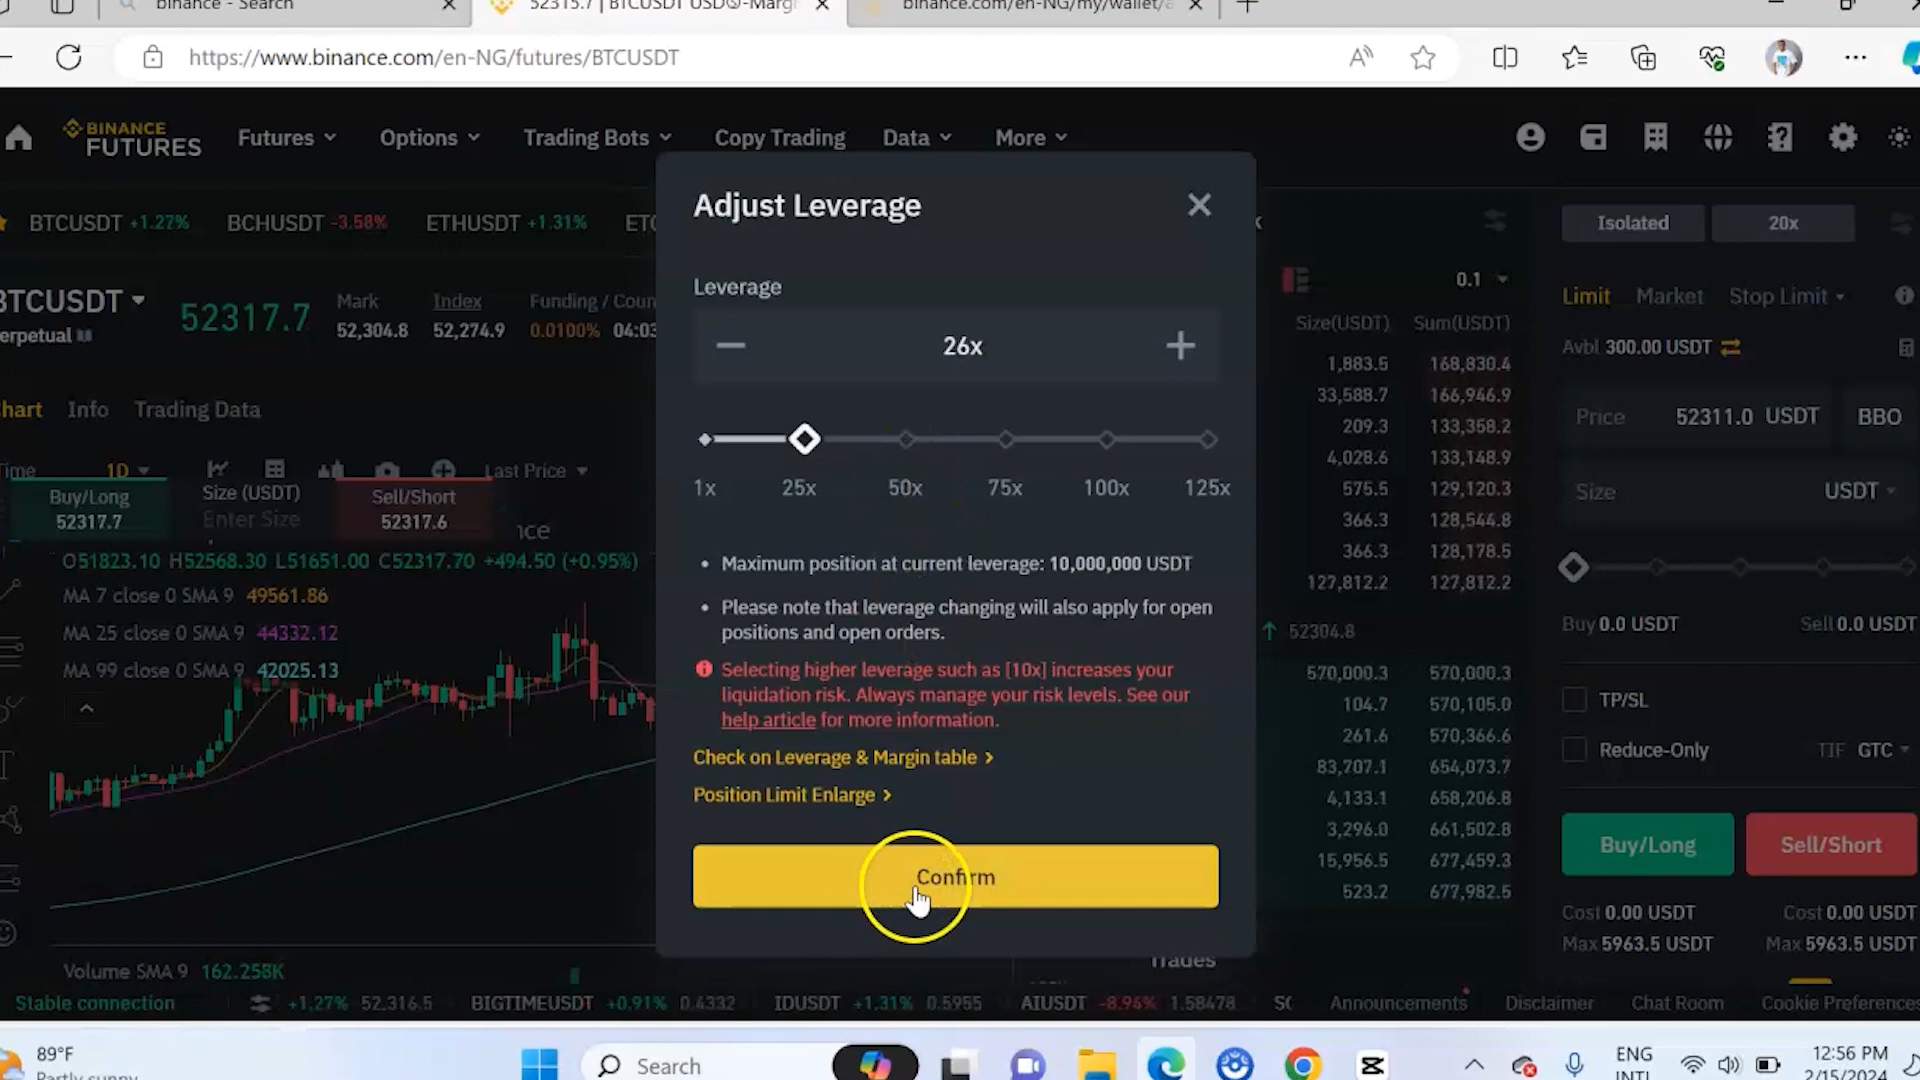 binance - Search
52315.7 | BTCUSDT USDⓈ-Margi
binance.com/en-NG/my/wallet/
https://www.binance.com/en-NG/futures/BTCUSDT
BINANCE FUTURES
Futures
Options
Trading Bots
Copy Trading
Data
More
BTCUSDT +1.27%
BCHUSDT -3.58%
ETHUSDT +1.31%
ETC
BTCUSDT
erpetual
52317.7
Mark
52,304.8
Index
52,274.9
Funding / Coun
0.0100% 04:03
hart
Info
Trading Data
ime
1D
Last Price
Buy/Long
52317.7
Size (USDT)
Enter Size
Sell/Short
52317.6
nce
O51823.10 H52568.30 L51651.00 C52317.70 +494.50 (+0.95%)
MA 7 close 0 SMA 9 49561.86
MA 25 close 0 SMA 9 44332.12
MA 99 close 0 SMA 9 42025.13
Volume SMA 9 162.258K
Adjust Leverage
Leverage
26x
1x 25x 50x 75x 100x 125x
• Maximum position at current leverage: 10,000,000 USDT
• Please note that leverage changing will also apply for open
positions and open orders.
Selecting higher leverage such as [10x] increases your
liquidation risk. Always manage your risk levels. See our
help article for more information.
Check on Leverage & Margin table
Position Limit Enlarge
Confirm
0.1
Size(USDT) Sum(USDT)
1,883.5 168,830.4
33,588.7 166,946.9
209.3 133,358.2
4,028.6 133,148.9
575.5 129,120.3
366.3 128,544.8
366.3 128,178.5
127,812.2 127,812.2
52304.8
570,000.3 570,000.3
104.7 570,105.0
261.6 570,366.6
83,707.1 654,073.7
4,133.1 658,206.8
3,296.0 661,502.8
15,956.5 677,459.3
523.2 677,982.5
Trades
Isolated
20x
Limit
Market
Stop Limit
Avbl 300.00 USDT
Price 52311.0 USDT
BBO
Size USDT
Buy 0.0 USDT
Sell 0.0 USDT
TP/SL
Reduce-Only
TIF GTC
Buy/Long
Sell/Short
Cost 0.00 USDT
Cost 0.00 USDT
Max 5963.5 USDT
Max 5963.5 USDT
Stable connection
+1.27% 52,316.5
BIGTIMEUSDT +0.91% 0.4332
IDUSDT +1.31% 0.5955
AIUSDT -8.94% 1.58478
Announcements
Disclaimer
Chat Room
Cookie Preferences
89°F
Partly sunny
Search
ENG
INTL
12:56 PM
2/15/2024